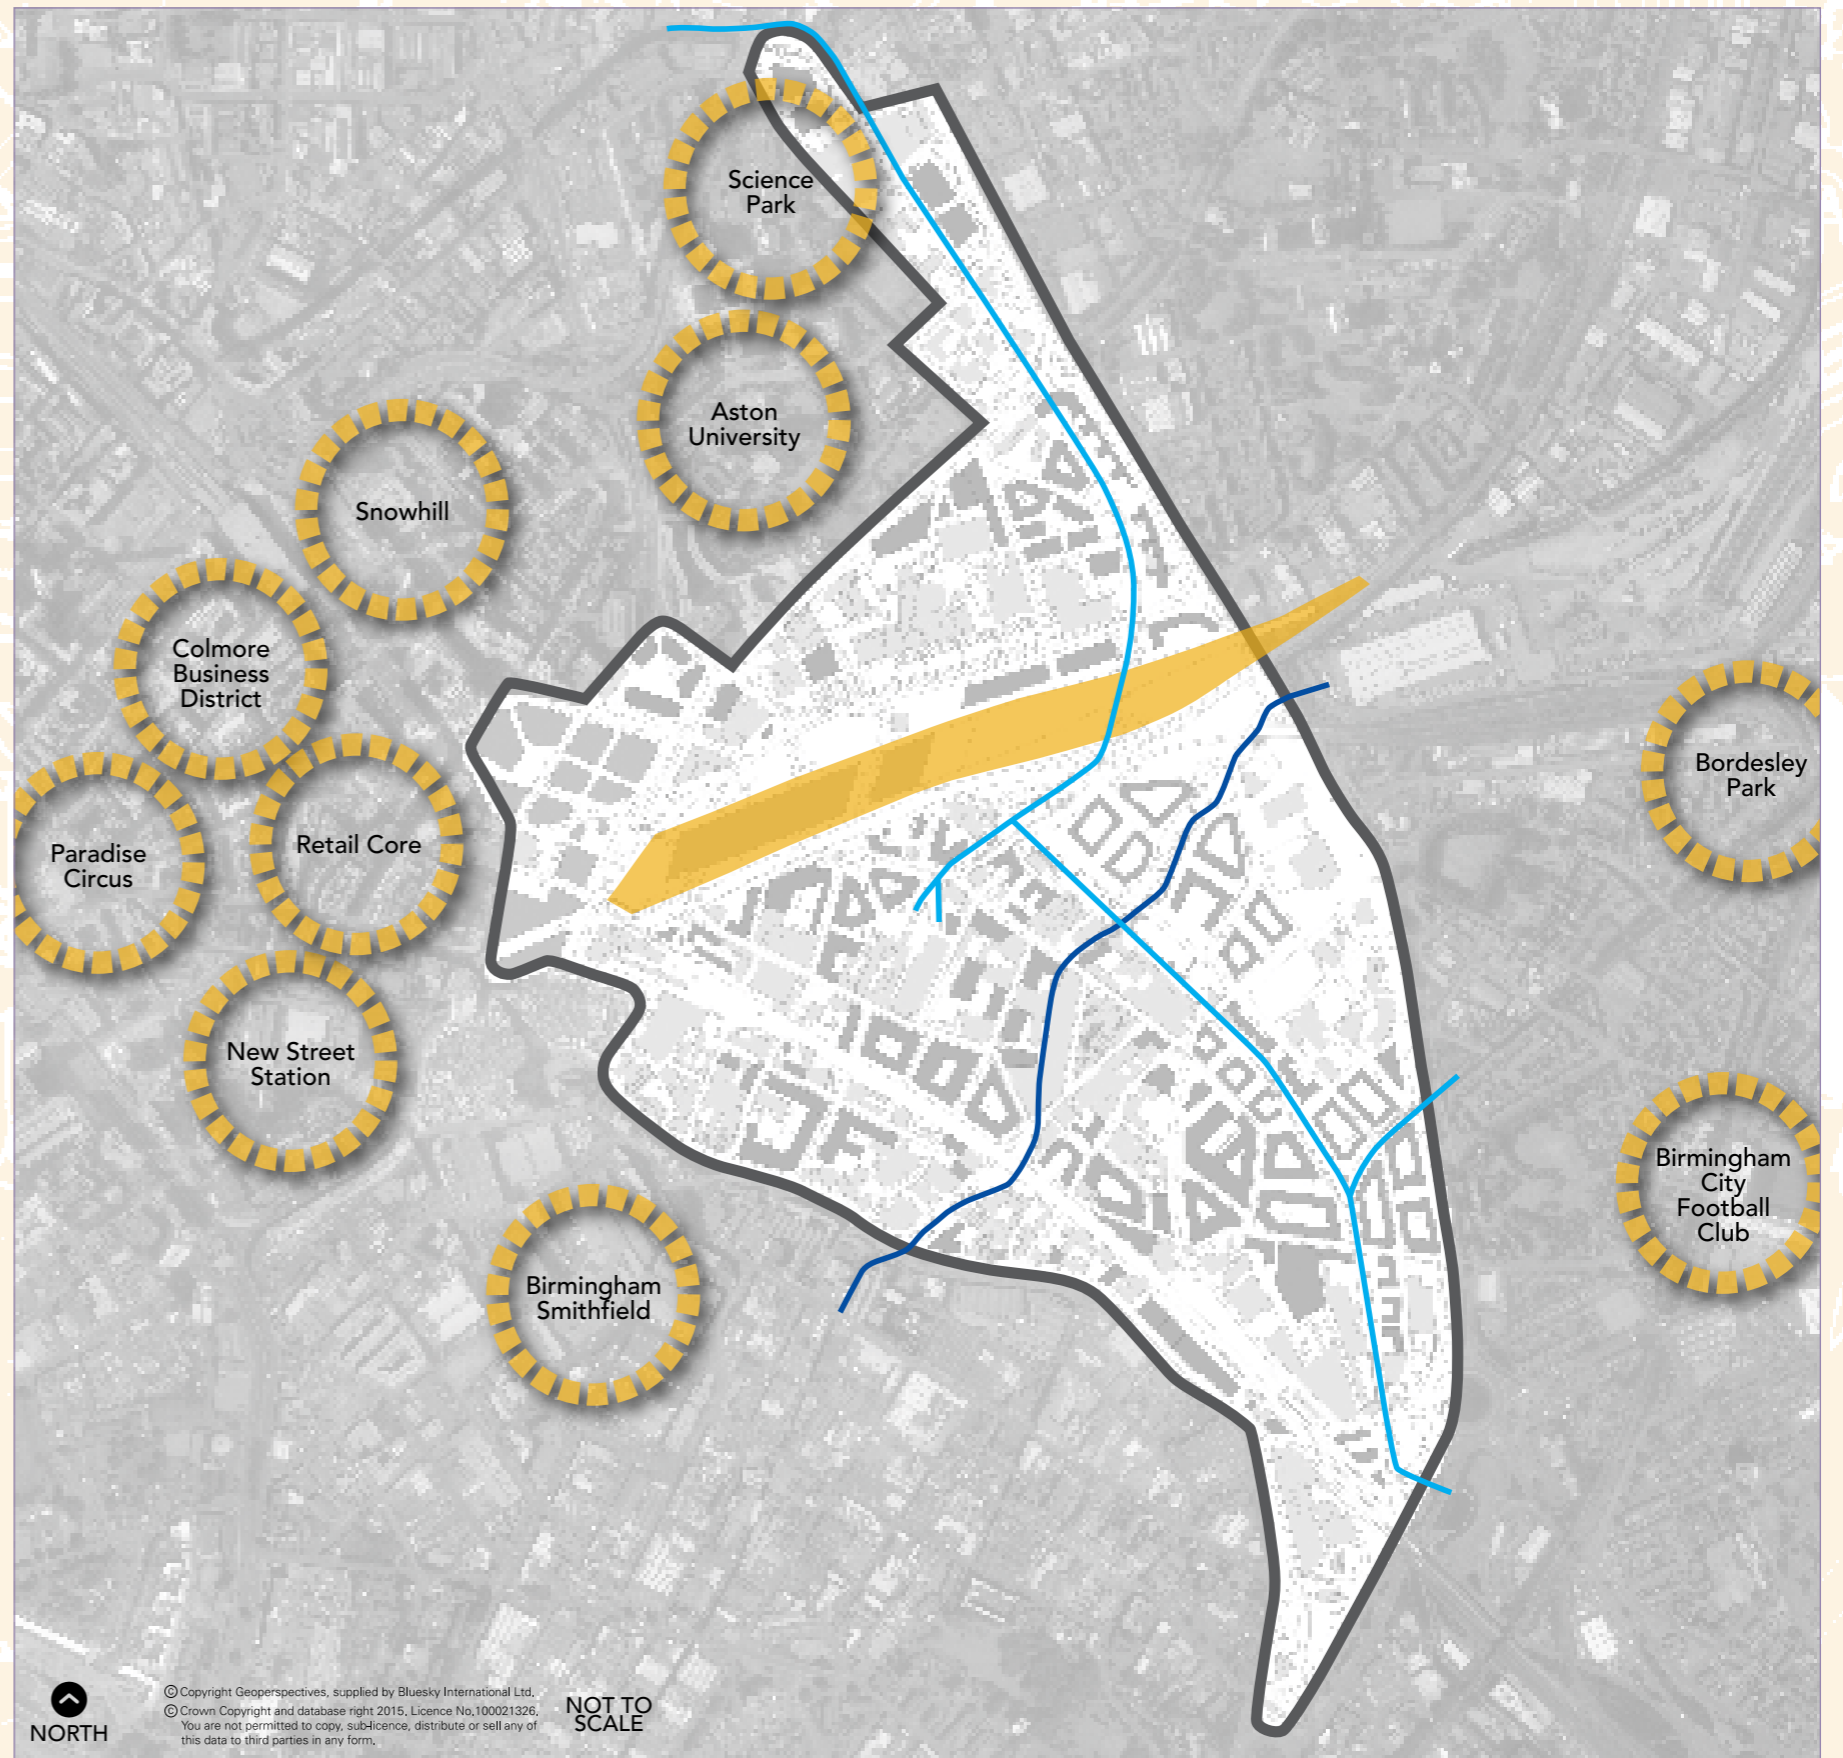 Science
Park
Aston
University
Snowhill
Colmore
Business
District
Retail Core
Paradise
Circus
Bordesley
Park
New Street
Station
Birmingham
City
Football
Club
Birmingham
Smithfield
NORTH
© Copyright Geoperspectives, supplied by Bluesky International Ltd.
© Crown Copyright and database right 2015. Licence No.100021326.
You are not permitted to copy, sub-licence, distribute or sell any of
this data to third parties in any form.
NOT TO
SCALE